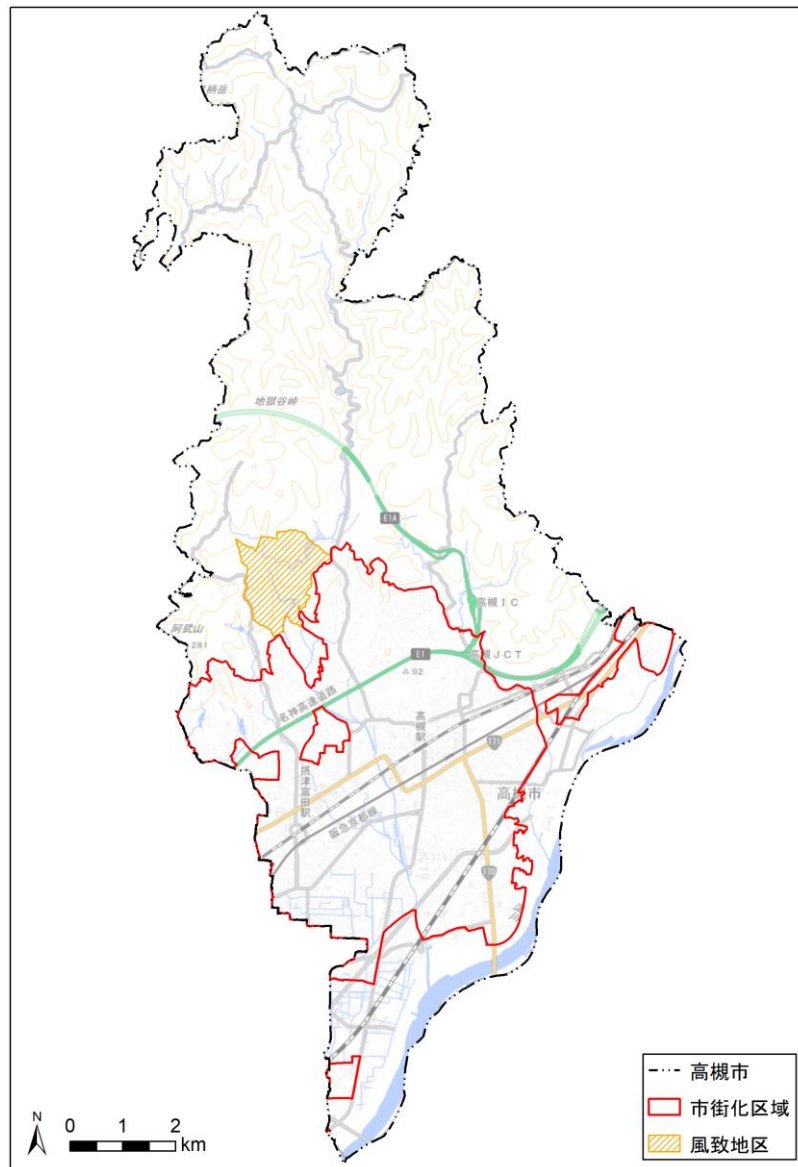 地獄谷峠
E1A
高槻IC
阿武山
281
高槻JCT
E1
92
名神高速道路
高槻駅
171
摂津富田駅
高槻市
阪急京都線
170
N
0 1 2
km
高槻市
市街化区域
風致地区